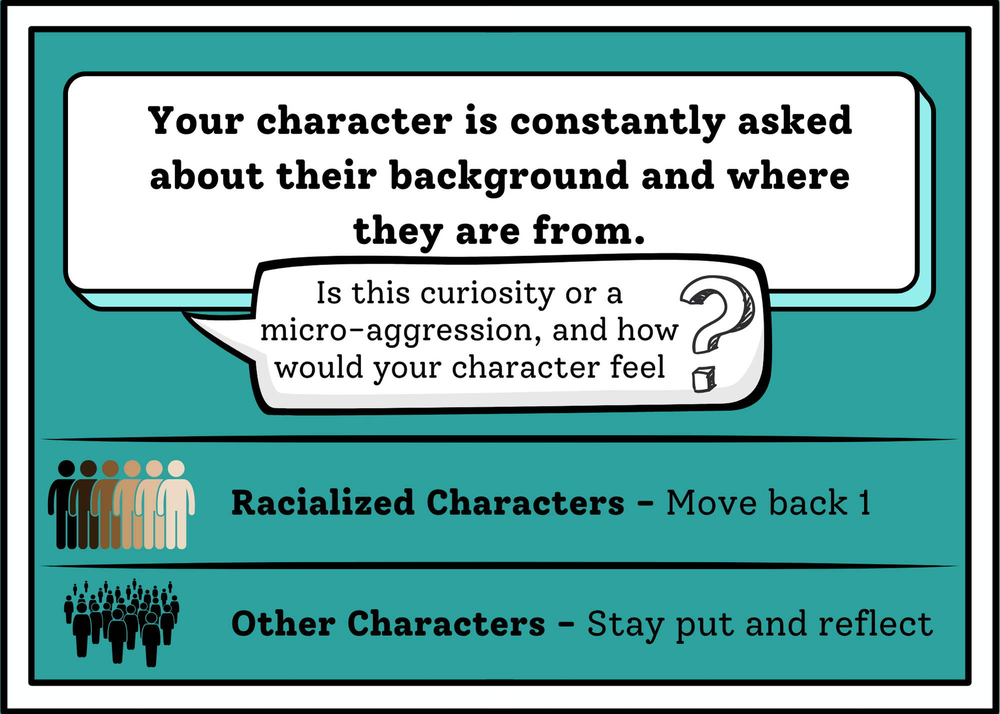 Your character is constantly asked
about their background and where
they are from.
Is this curiosity or a
micro-aggression, and how
would your character feel
?
Racialized Characters - Move back 1
Other Characters - Stay put and reflect